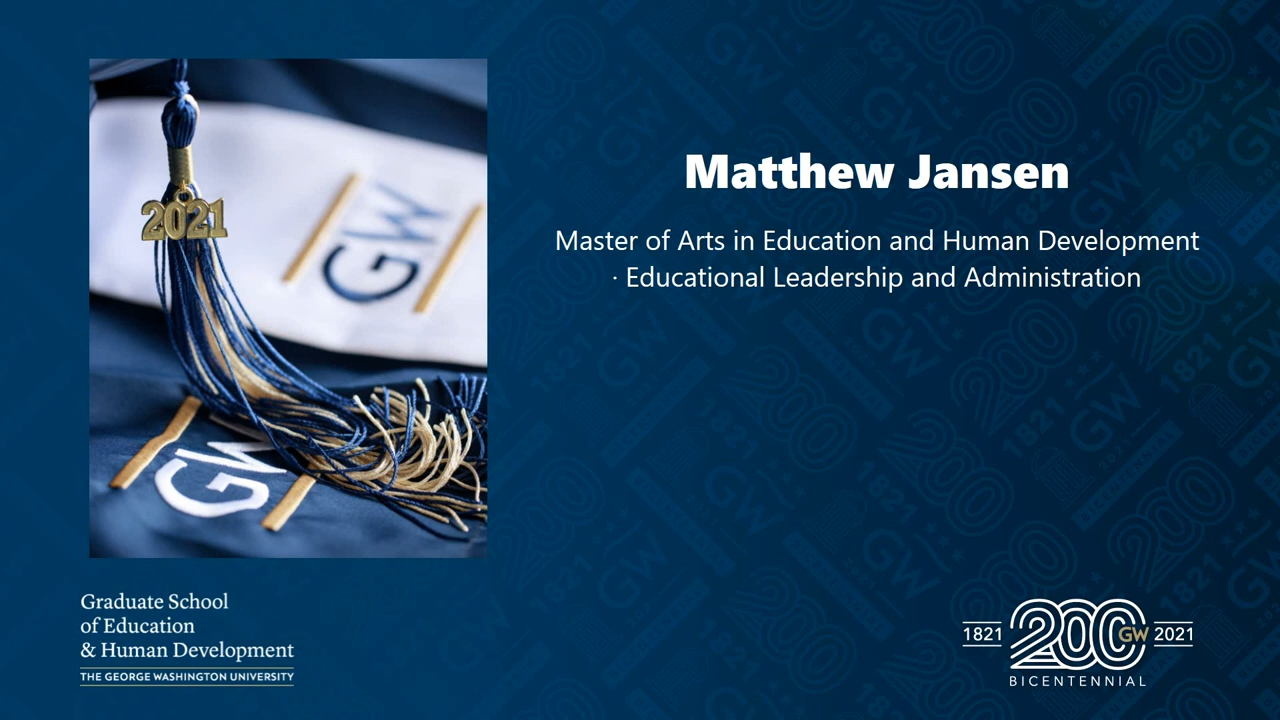 2021
GW
GW
Matthew Jansen
Master of Arts in Education and Human Development
· Educational Leadership and Administration
Graduate School
of Education
& Human Development
THE GEORGE WASHINGTON UNIVERSITY
1821 200 GW 2021
BICENTENNIAL